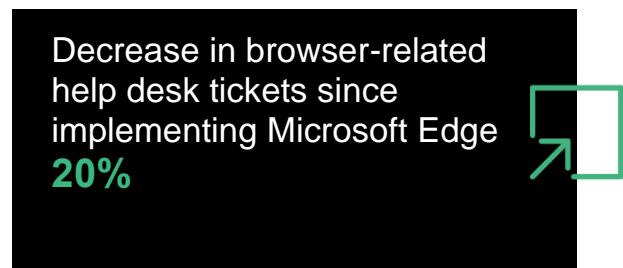 Decrease in browser-related
help desk tickets since
implementing Microsoft Edge
20%